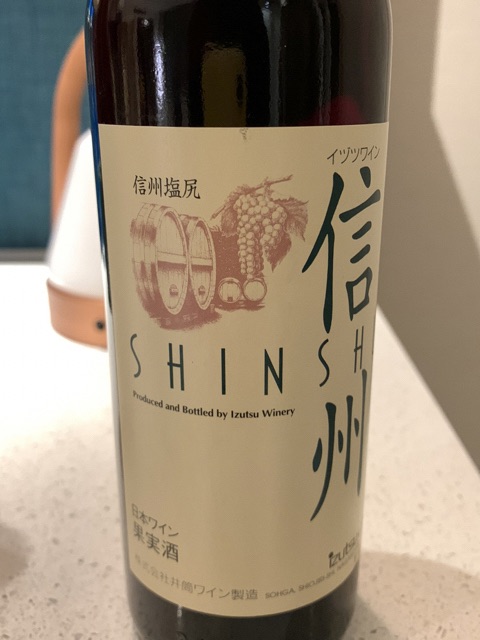 イヅツワイン
信州塩尻
信州
SHINSH
Produced and Bottled by Izutsu Winery
日本ワイン
果実酒
株式会社井筒ワイン製造